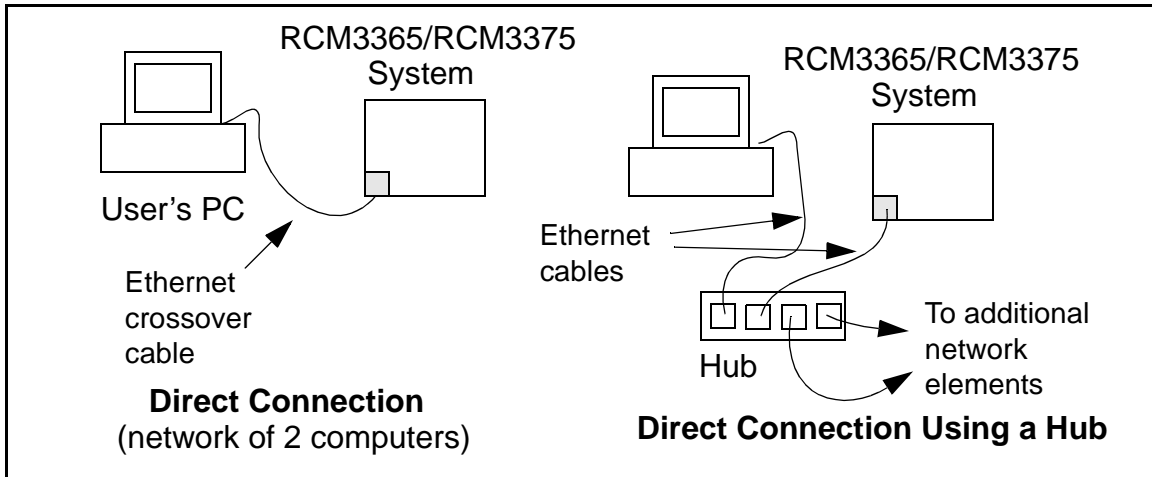 RCM3365/RCM3375
System
User's PC
Ethernet
crossover
cable
Direct Connection
(network of 2 computers)
RCM3365/RCM3375
System
Ethernet
cables
Hub
To additional
network
elements
Direct Connection Using a Hub